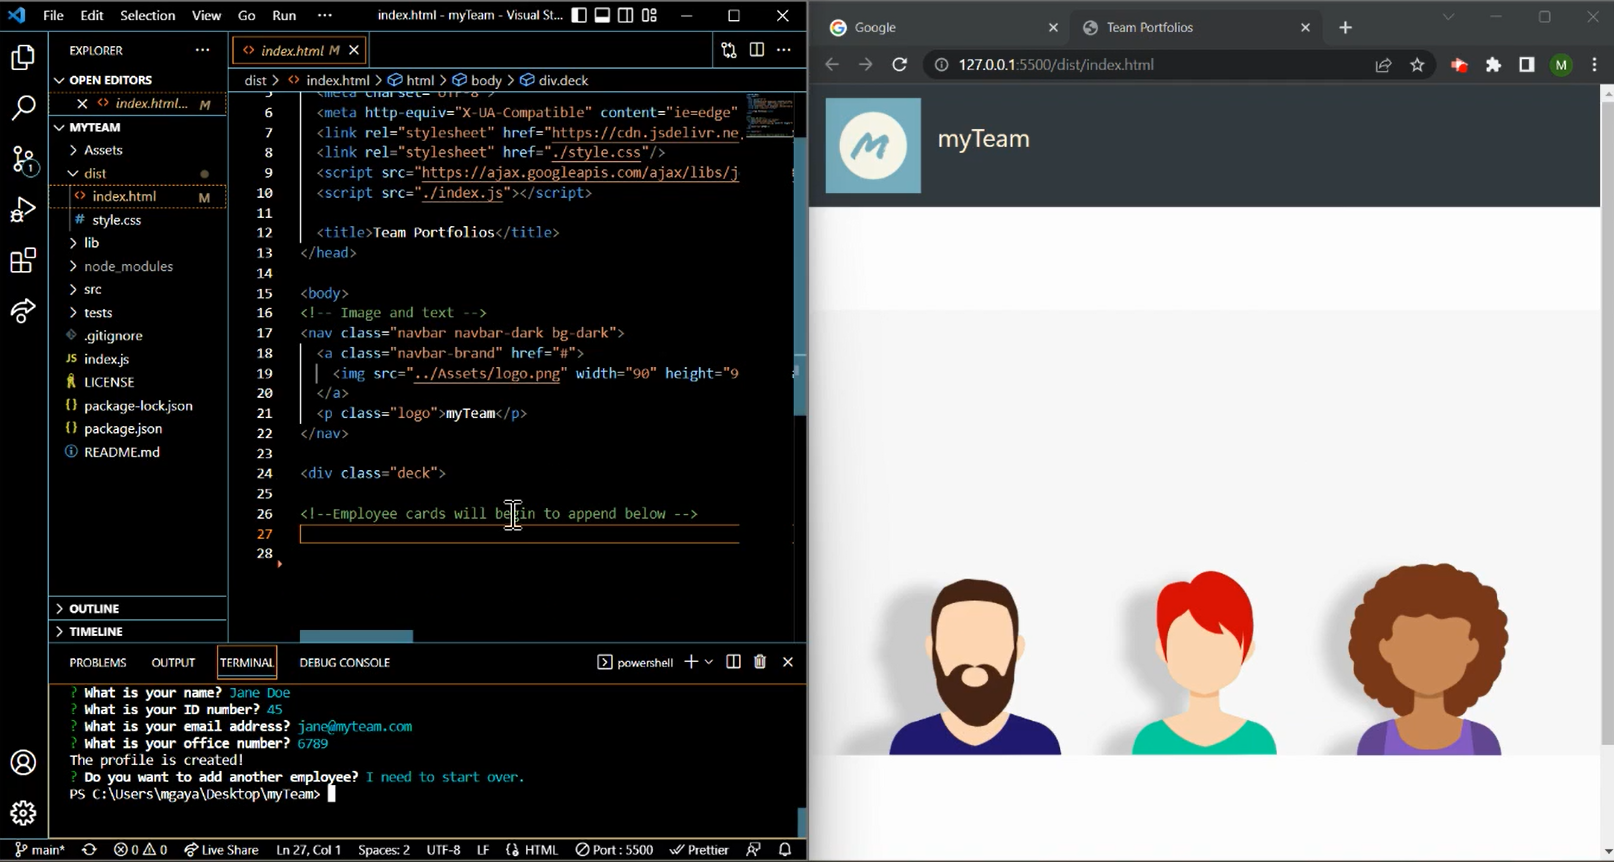 File Edit Selection View Go Run ··· index.html - myTeam - Visual St...
EXPLORER ···
OPEN EDITORS
index.html... M
MYTEAM
Assets
dist
index.html M
style.css
lib
node_modules
src
tests
.gitignore
JS index.js
LICENSE
{} package-lock.json
{} package.json
README.md
OUTLINE
TIMELINE
index.html M
dist > index.html > html > body > div.deck
5 <meta charset="UTF-8">
6 <meta http-equiv="X-UA-Compatible" content="ie=edge"
7 <link rel="stylesheet" href="https://cdn.jsdelivr.ne
8 <link rel="stylesheet" href="./style.css"/>
9 <script src="https://ajax.googleapis.com/ajax/libs/j
10 <script src="./index.js"></script>
11
12 <title>Team Portfolios</title>
13 </head>
14
15 <body>
16 <!-- Image and text -->
17 <nav class="navbar navbar-dark bg-dark">
18 <a class="navbar-brand" href="#">
19 <img src="../Assets/logo.png" width="90" height="9
20 </a>
21 <p class="logo">myTeam</p>
22 </nav>
23
24 <div class="deck">
25
26 <!--Employee cards will begin to append below -->
27
28
PROBLEMS OUTPUT TERMINAL DEBUG CONSOLE powershell
? What is your name? Jane Doe
? What is your ID number? 45
? What is your email address? jane@myteam.com
? What is your office number? 6789
The profile is created!
? Do you want to add another employee? I need to start over.
PS C:\Users\mgaya\Desktop\myTeam>
main* 0 0 Live Share Ln 27, Col 1 Spaces: 2 UTF-8 LF {} HTML Port : 5500 Prettier
Google Team Portfolios
127.0.0.1:5500/dist/index.html M
M myTeam